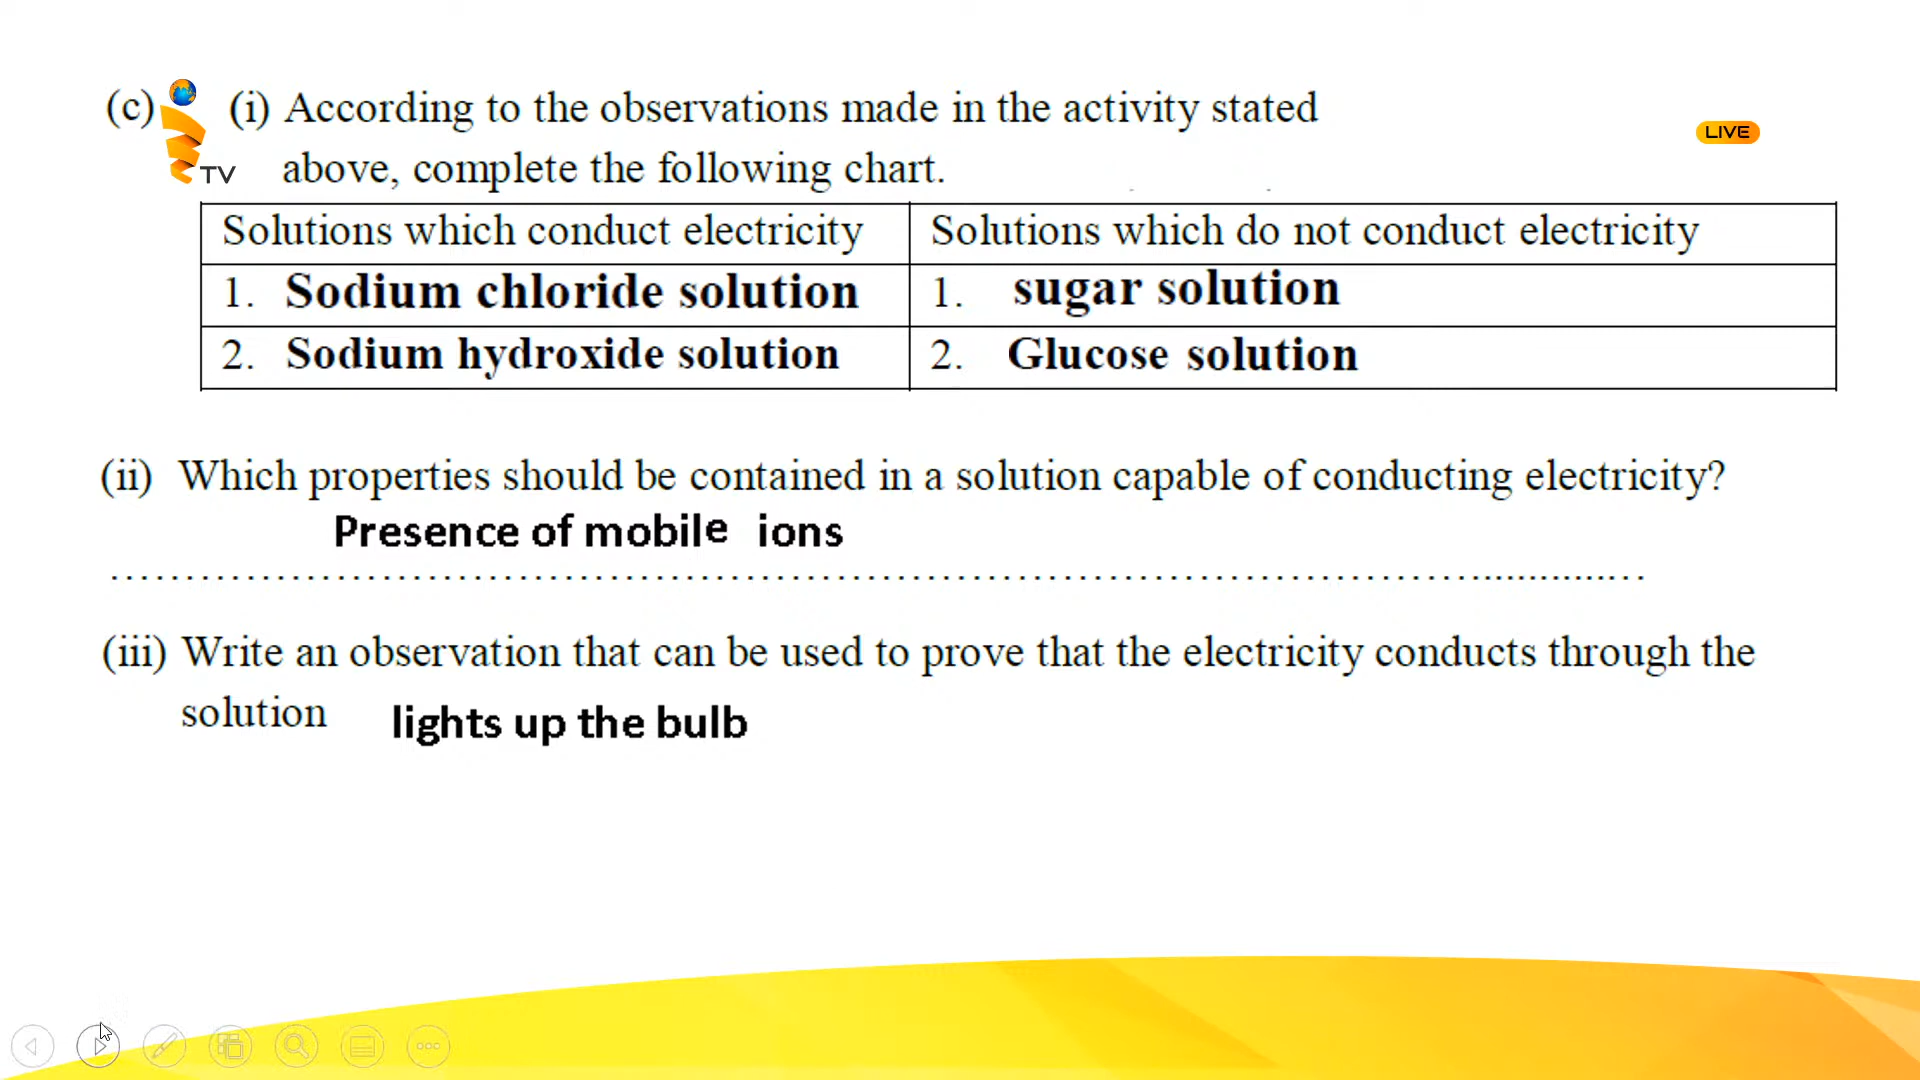 (c) (i) According to the observations made in the activity stated
TV
LIVE
above, complete the following chart.
Solutions which conduct electricity Solutions which do not conduct electricity
1. Sodium chloride solution 1. sugar solution
2. Sodium hydroxide solution 2. Glucose solution
(ii) Which properties should be contained in a solution capable of conducting electricity?
Presence of mobile ions
(iii) Write an observation that can be used to prove that the electricity conducts through the
solution lights up the bulb